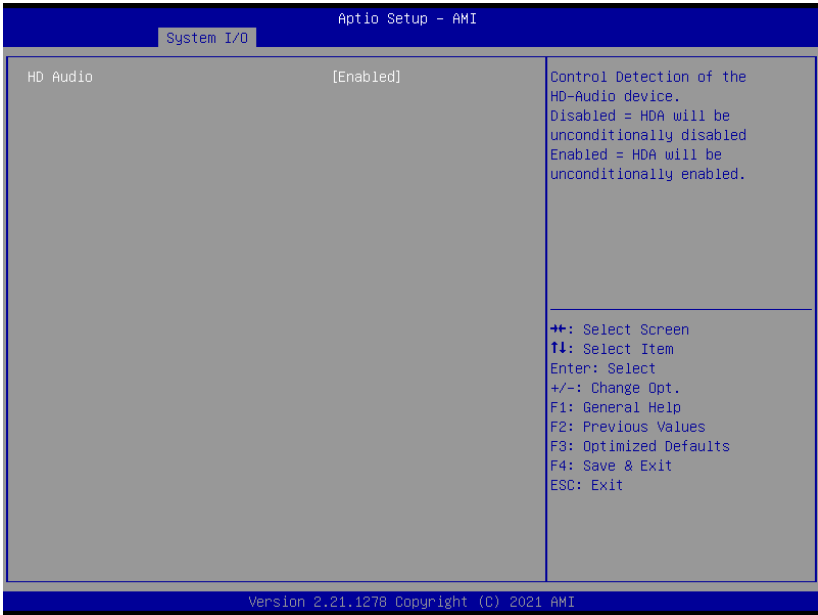 Aptio Setup – AMI
System I/O
HD Audio [Enabled]
Control Detection of the
HD-Audio device.
Disabled = HDA will be
unconditionally disabled
Enabled = HDA will be
unconditionally enabled.
→←: Select Screen
↑↓: Select Item
Enter: Select
+/-: Change Opt.
F1: General Help
F2: Previous Values
F3: Optimized Defaults
F4: Save & Exit
ESC: Exit
Version 2.21.1278 Copyright (C) 2021 AMI